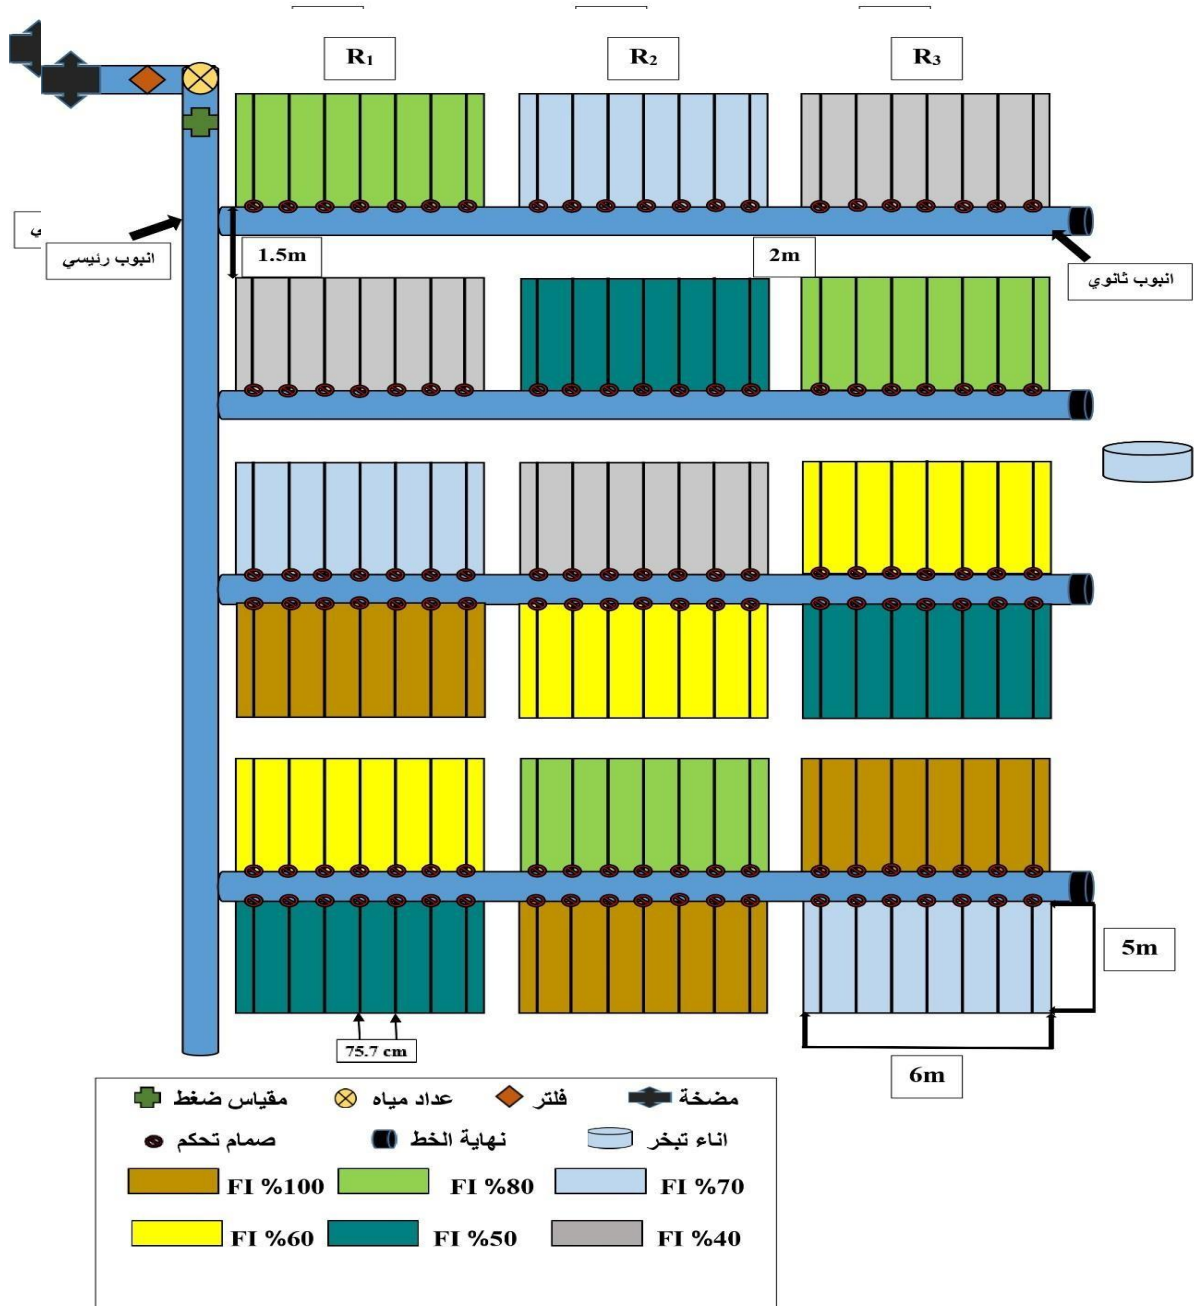 R₁
R₂
R₃
انبوب رئيسي
1.5m
2m
انبوب ثانوي
5m
75.7 cm
6m
مضخة
فلتر
عداد مياه
مقياس ضغط
اناء تبخر
نهاية الخط
صمام تحكم
FI %100
FI %80
FI %70
FI %60
FI %50
FI %40